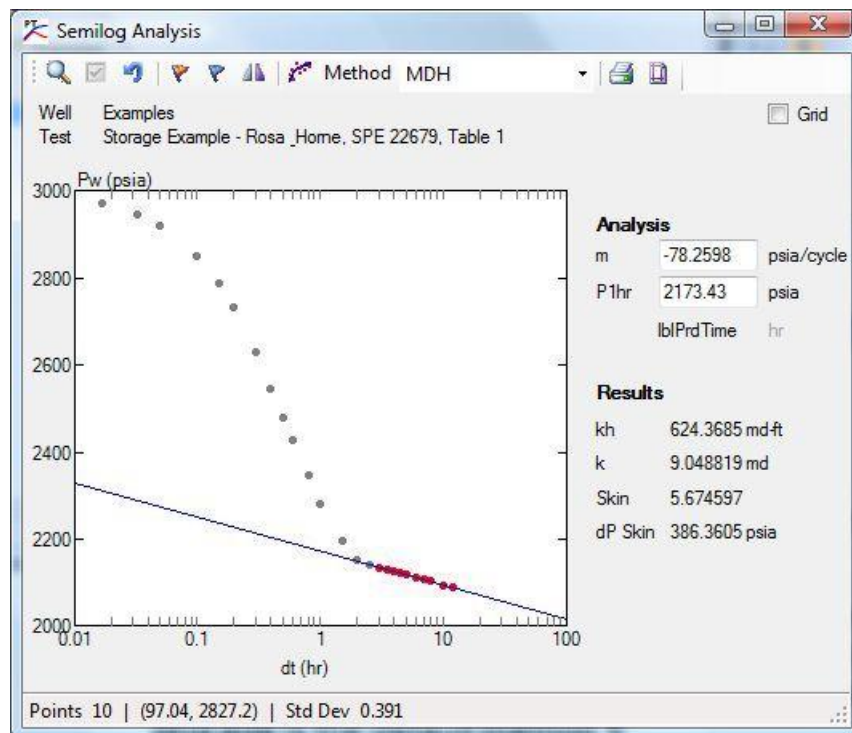 PT
Semilog Analysis
Method MDH
Well Examples
Grid
Test Storage Example - Rosa _Horne, SPE 22679, Table 1
Pw (psia)
3000
2800
2600
2400
2200
2000
0.01 0.1 1 10 100
dt (hr)
Analysis
m -78.2598 psia/cycle
P1hr 2173.43 psia
lblPrdTime hr
Results
kh 624.3685 md-ft
k 9.048819 md
Skin 5.674597
dP Skin 386.3605 psia
Points 10 | (97.04, 2827.2) | Std Dev 0.391